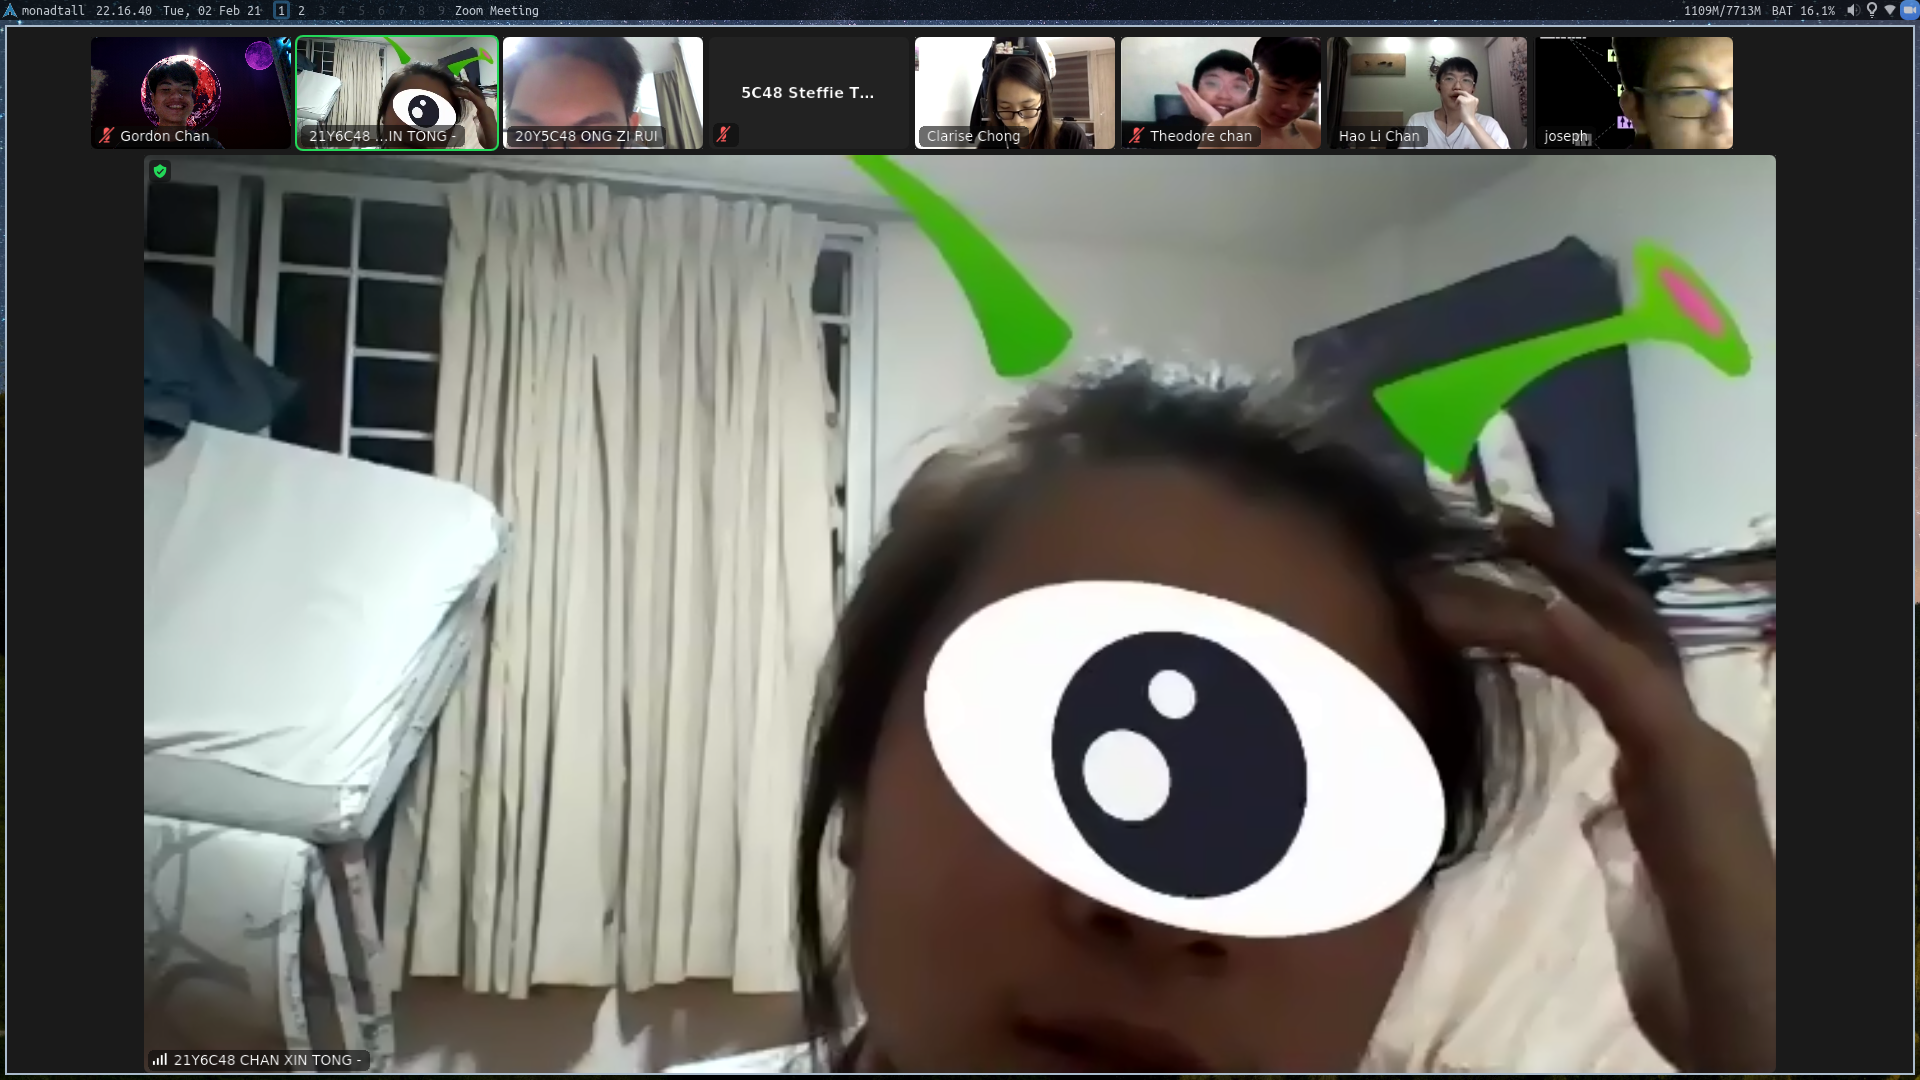 monadtall 22.16.40 Tue, 02 Feb 21 1 2 3 4 5 6 7 8 9 Zoom Meeting 1109M/7713M BAT 16.1%
Gordon Chan
21Y6C48 ...IN TONG -
20Y5C48 ONG ZI RUI
5C48 Steffie T...
Clarise Chong
Theodore chan
Hao Li Chan
joseph
21Y6C48 CHAN XIN TONG -